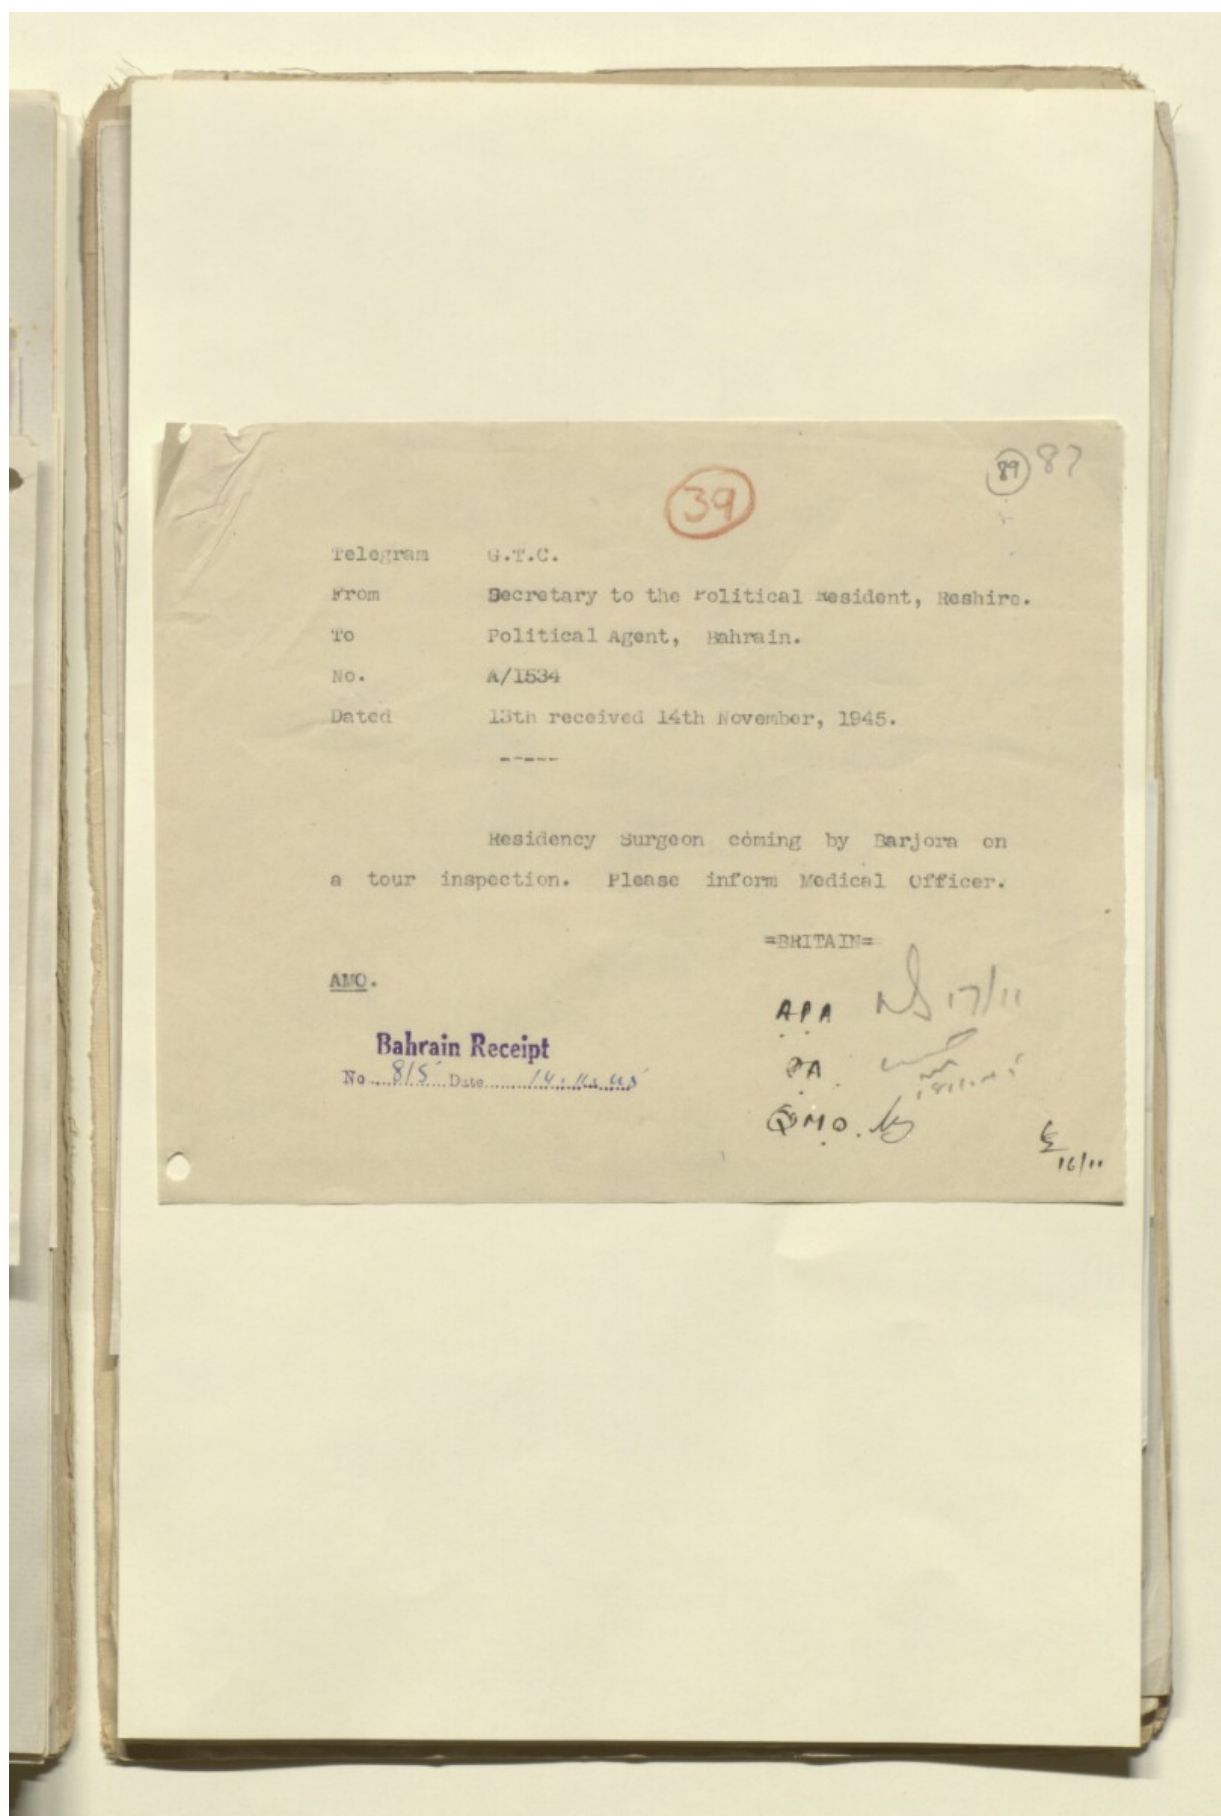 39
89 87
Telegram G.T.C.
From Secretary to the Political Resident, Reshire.
To Political Agent, Bahrain.
No. A/1534
Dated 13th received 14th November, 1945.
-----
Residency Surgeon coming by Barjora on
a tour inspection. Please inform Medical Officer.
=BRITAIN=
AMO.
APA 17/11
Bahrain Receipt
No 815 Date 14.11.45
PA
QMO.
16/11